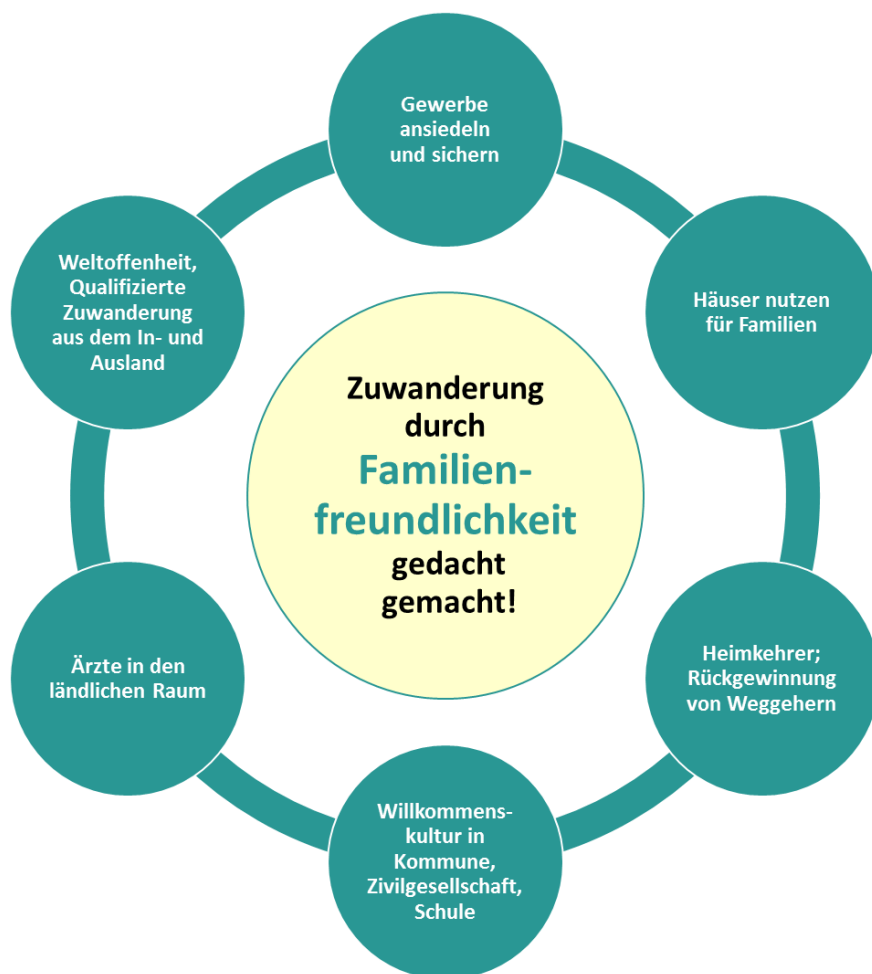 Gewerbe
ansiedeln
und sichern
Weltoffenheit,
Qualifizierte
Zuwanderung
aus dem In- und
Ausland
Häuser nutzen
für Familien
Zuwanderung
durch
Familien-
freundlichkeit
gedacht
gemacht!
Ärzte in den
ländlichen Raum
Heimkehrer;
Rückgewinnung
von Weggehern
Willkommens-
kultur in
Kommune,
Zivilgesellschaft,
Schule